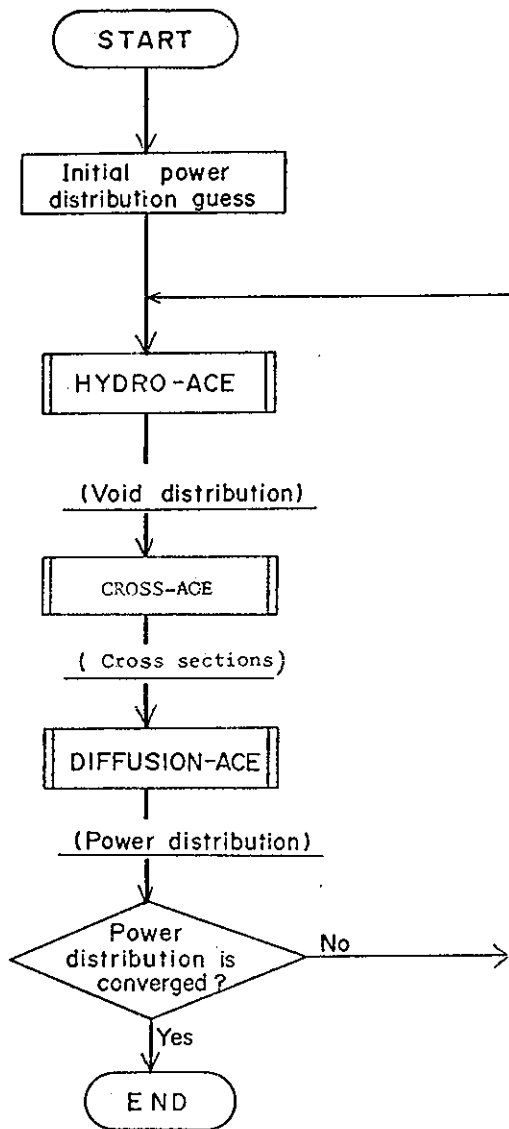 START
Initial power
distribution guess
HYDRO-ACE
(Void distribution)
CROSS-ACE
( Cross sections)
DIFFUSION-ACE
(Power distribution)
Power
distribution is
converged?
No
Yes
END